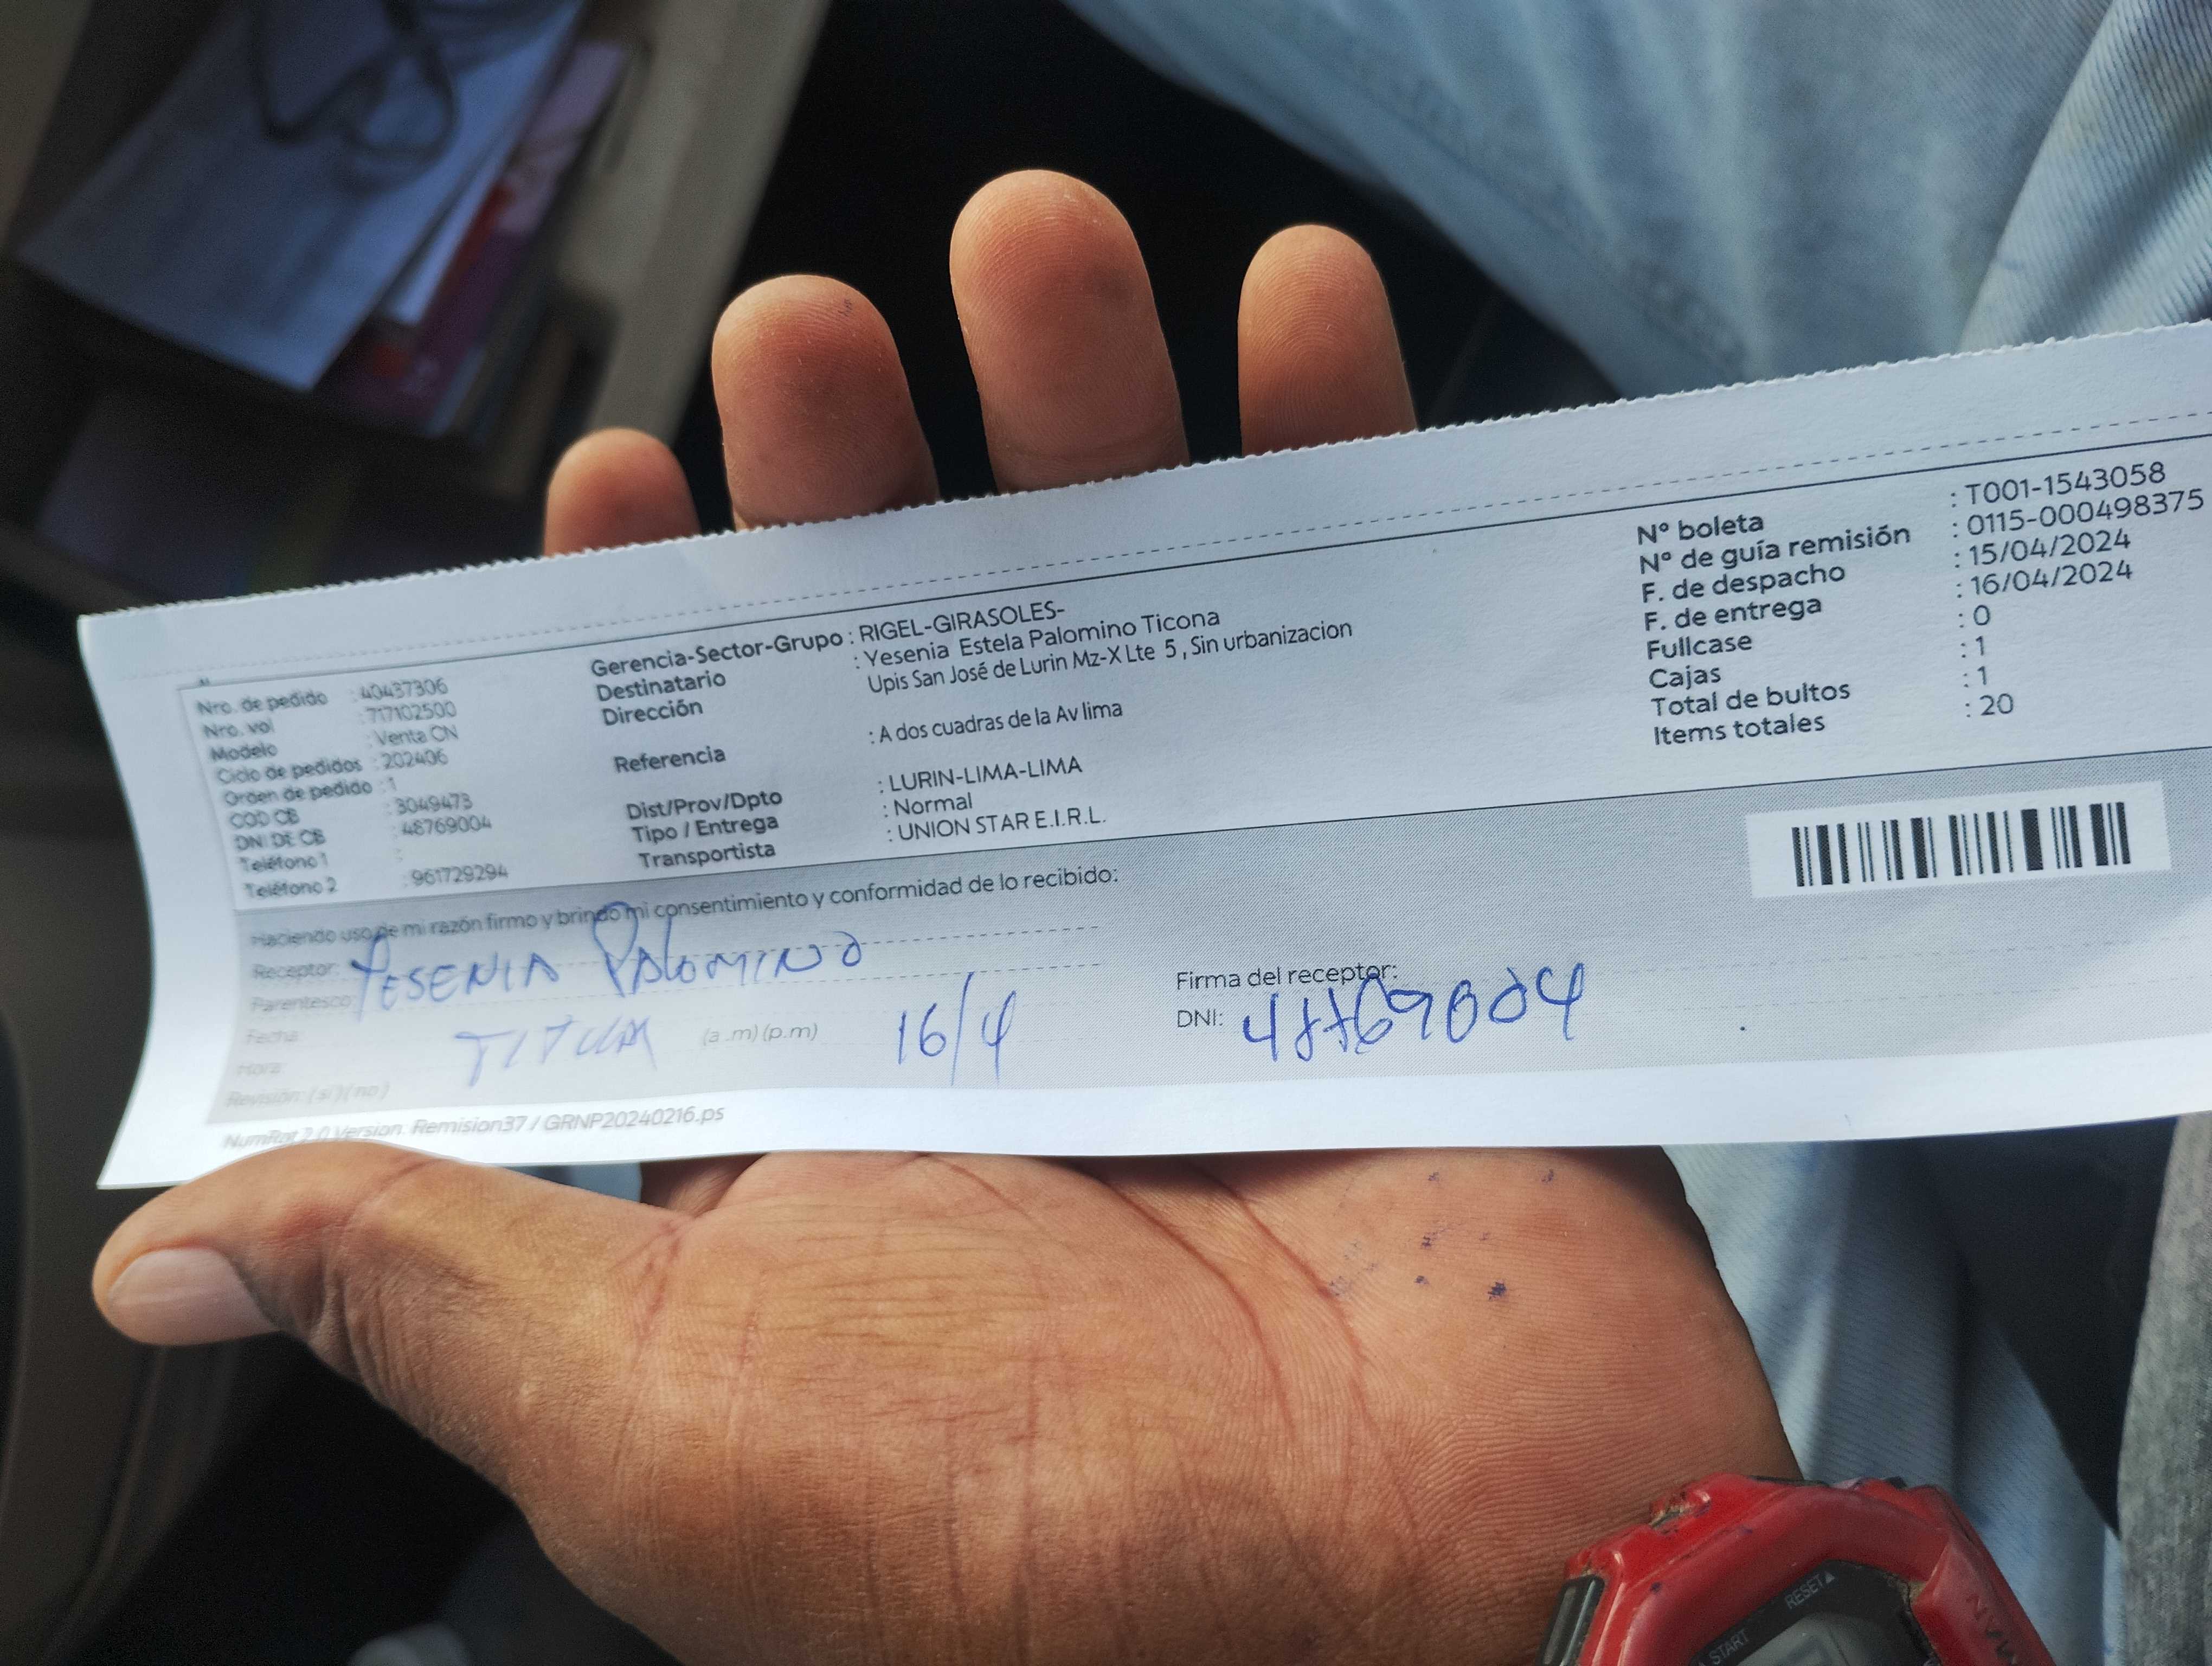 Nro. de pedido : 40437306
Nro. vol : 717102500
Modelo : Venta CN
Ciclo de pedidos : 202406
Orden de pedido : 1
COD CB : 3049473
DNI DE CB : 48769004
Teléfono 1 :
Teléfono 2 : 961729294
Gerencia-Sector-Grupo : RIGEL-GIRASOLES-
Destinatario : Yesenia Estela Palomino Ticona
Dirección Upis San José de Lurin Mz-X Lte 5 , Sin urbanizacion
Referencia : A dos cuadras de la Av lima
Dist/Prov/Dpto : LURIN-LIMA-LIMA
Tipo / Entrega : Normal
Transportista : UNION STAR E.I.R.L.
Nº boleta : T001-1543058
Nº de guía remisión : 0115-000498375
F. de despacho : 15/04/2024
F. de entrega : 16/04/2024
Fullcase : 0
Cajas : 1
Total de bultos : 1
Items totales : 20
Haciendo uso de mi razón firmo y brindo mi consentimiento y conformidad de lo recibido:
Receptor: YESENIA PALOMINO
Parentesco:
Fecha: TITULAR (a.m) (p.m) 16/4
Hora:
Revisión: (si) (no)
Firma del receptor:
DNI: 48769004
NumRot 2.0 Version: Remision37 / GRNP20240216.ps
RESET
START